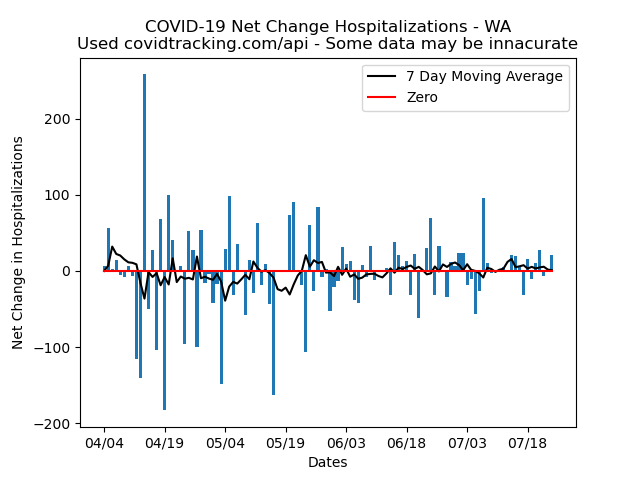 COVID-19 Net Change Hospitalizations - WA
Used covidtracking.com/api - Some data may be innacurate
7 Day Moving Average
Zero
Net Change in Hospitalizations
200
100
0
−100
−200
04/04 04/19 05/04 05/19 06/03 06/18 07/03 07/18
Dates